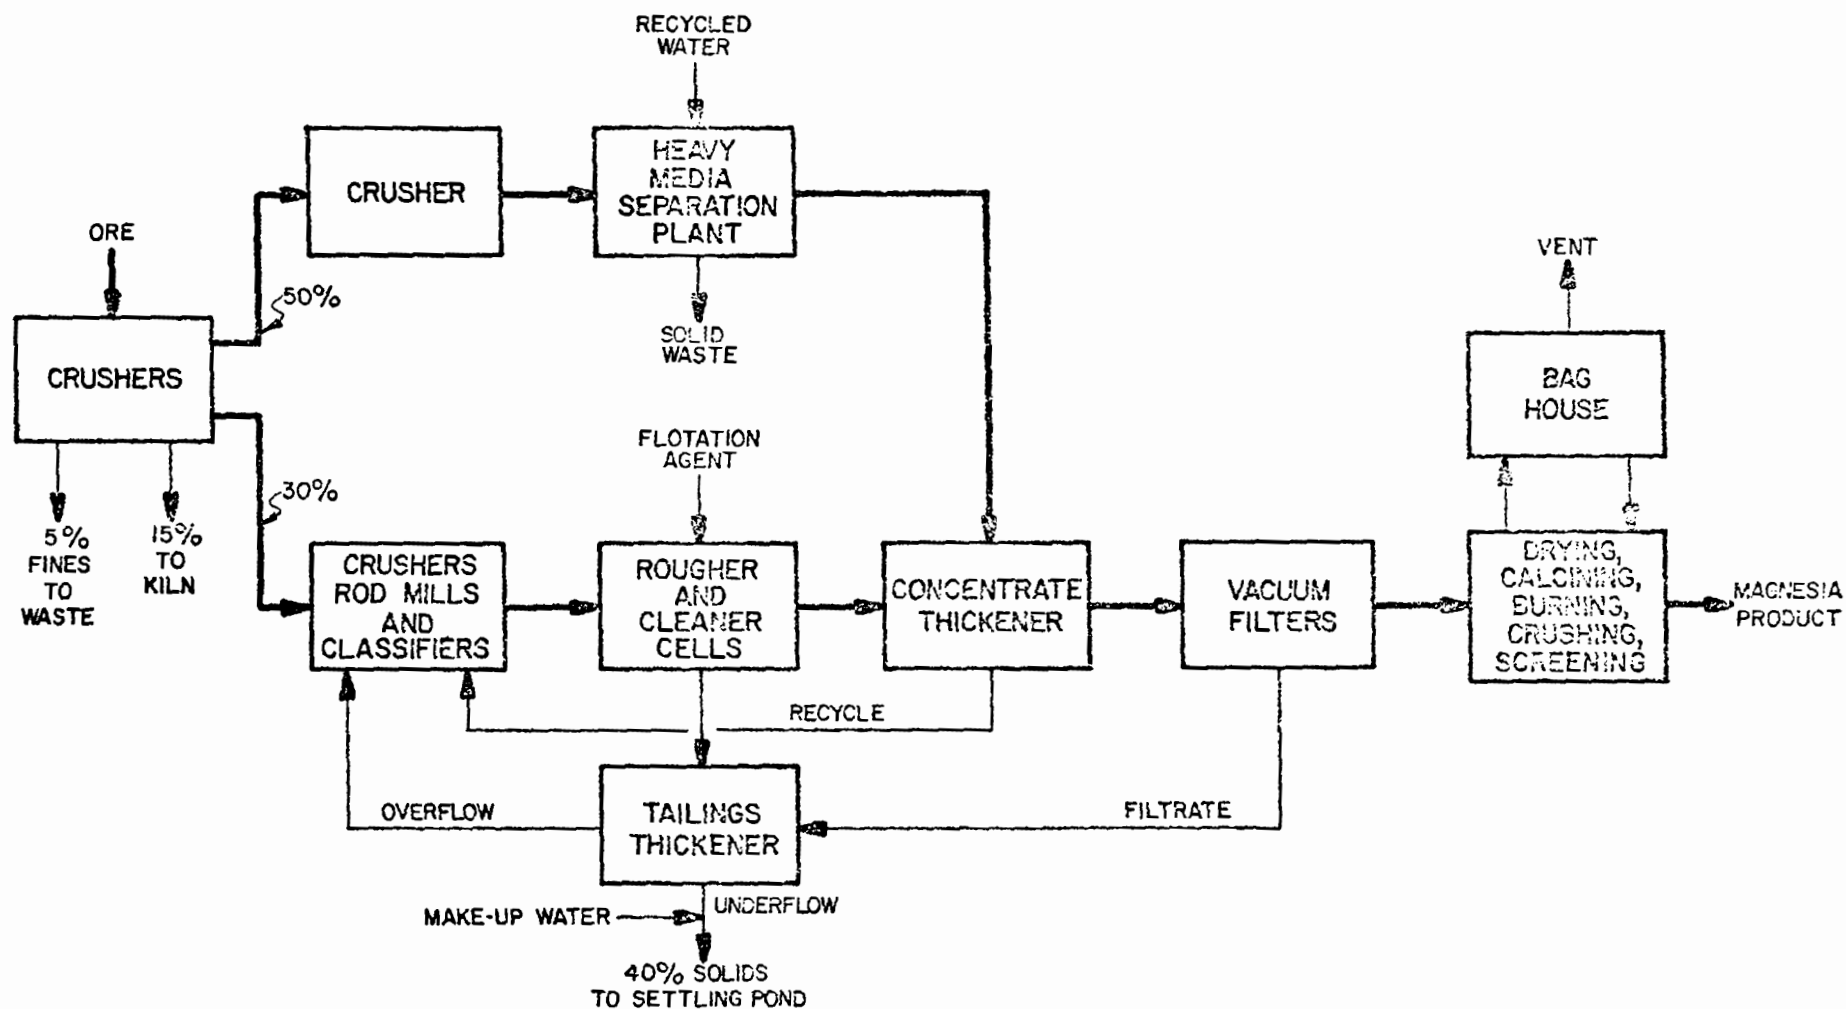 RECYCLED
WATER
CRUSHER
HEAVY
MEDIA
SEPARATION
PLANT
ORE
50%
SOLID
WASTE
CRUSHERS
VENT
BAG
HOUSE
FLOTATION
AGENT
30%
5%
FINES
TO
WASTE
15%
TO
KILN
CRUSHERS
ROD MILLS
AND
CLASSIFIERS
ROUGHER
AND
CLEANER
CELLS
CONCENTRATE
THICKENER
VACUUM
FILTERS
DRYING,
CALCINING,
BURNING,
CRUSHING,
SCREENING
MAGNESIA
PRODUCT
RECYCLE
OVERFLOW
TAILINGS
THICKENER
FILTRATE
MAKE-UP WATER
UNDERFLOW
40% SOLIDS
TO SETTLING POND